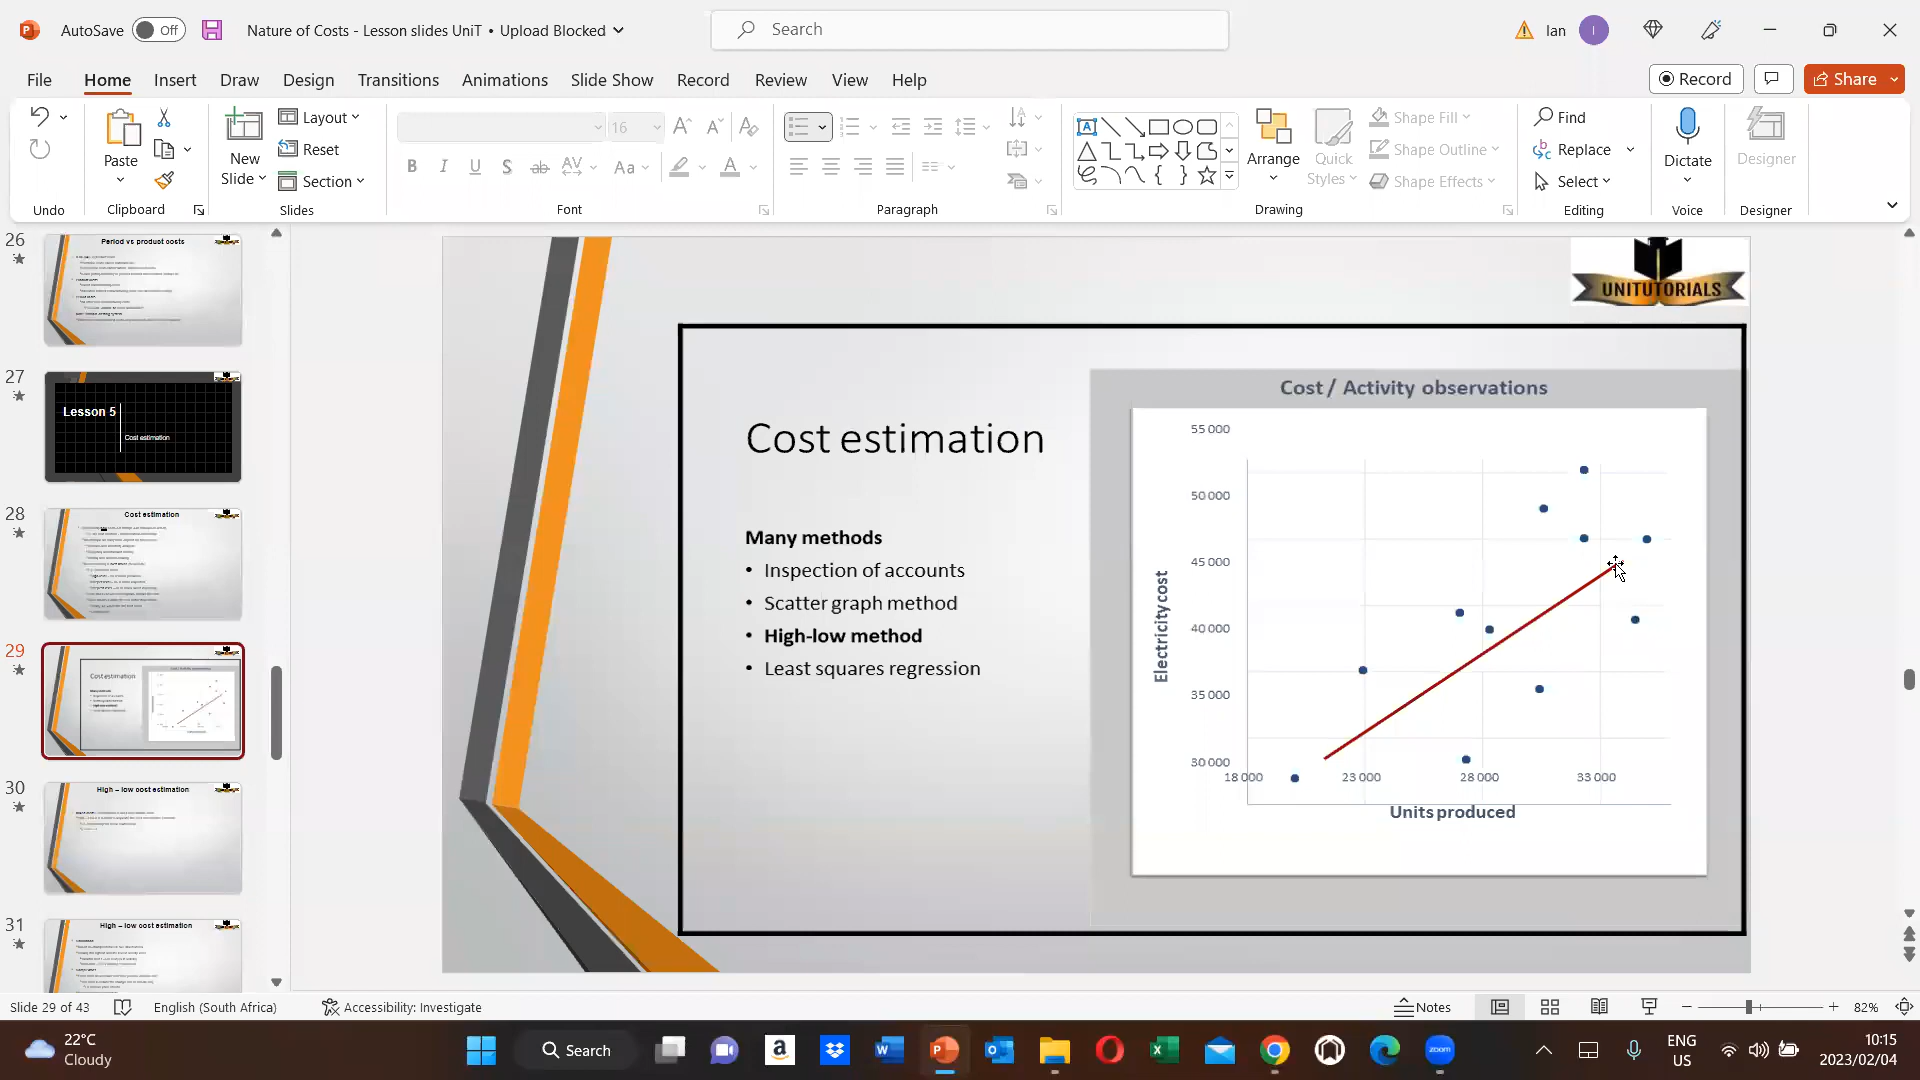 AutoSave Off Nature of Costs - Lesson slides UniT • Upload Blocked Search Ian I
File Home Insert Draw Design Transitions Animations Slide Show Record Review View Help Record Share
Paste New Slide Layout Reset Section 16 Find Replace Select Arrange Quick Styles Shape Fill Shape Outline Shape Effects Dictate Designer
Undo Clipboard Slides Font Paragraph Drawing Editing Voice Designer
26
Period vs product costs
27
Lesson 5
Cost estimation
28
Cost estimation
29
Cost estimation
30
High – low cost estimation
31
High – low cost estimation
UNITUTORIALS
Cost estimation
Many methods
• Inspection of accounts
• Scatter graph method
• High-low method
• Least squares regression
Cost / Activity observations
55 000
50 000
45 000
40 000
35 000
30 000
Electricity cost
18 000 23 000 28 000 33 000
Units produced
Slide 29 of 43 English (South Africa) Accessibility: Investigate Notes 82%
22°C
Cloudy
Search
zoom
ENG
US
10:15
2023/02/04